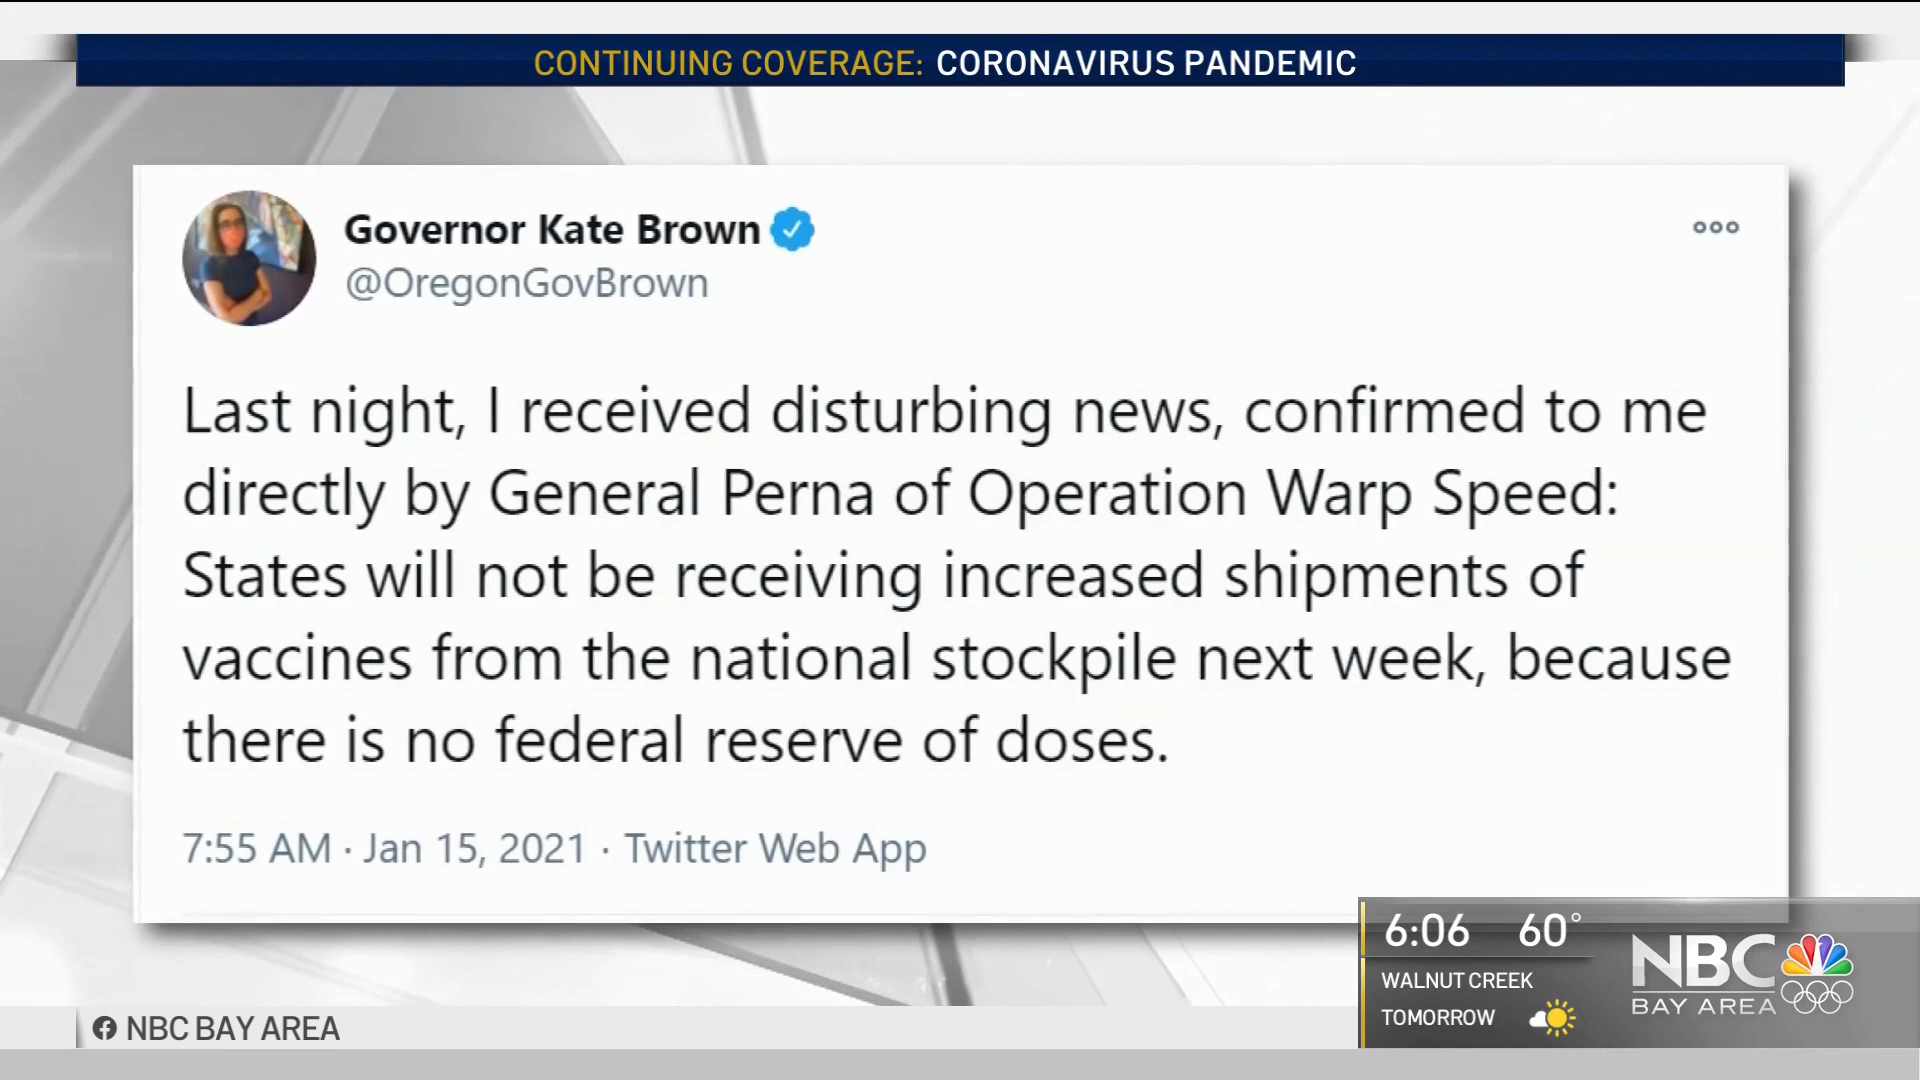 CONTINUING COVERAGE: CORONAVIRUS PANDEMIC
Governor Kate Brown
@OregonGovBrown
Last night, I received disturbing news, confirmed to me
directly by General Perna of Operation Warp Speed:
States will not be receiving increased shipments of
vaccines from the national stockpile next week, because
there is no federal reserve of doses.
7:55 AM · Jan 15, 2021 · Twitter Web App
6:06 60°
WALNUT CREEK
TOMORROW
NBC
BAY AREA
NBC BAY AREA